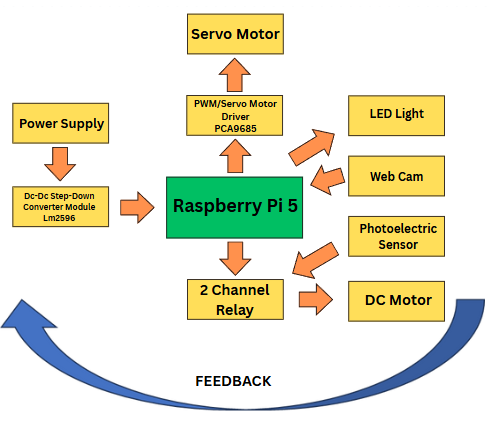 Servo Motor
PWM/Servo Motor
Driver
PCA9685
LED Light
Power Supply
Web Cam
Dc-Dc Step-Down
Converter Module
Lm2596
Raspberry Pi 5
Photoelectric
Sensor
2 Channel
Relay
DC Motor
FEEDBACK